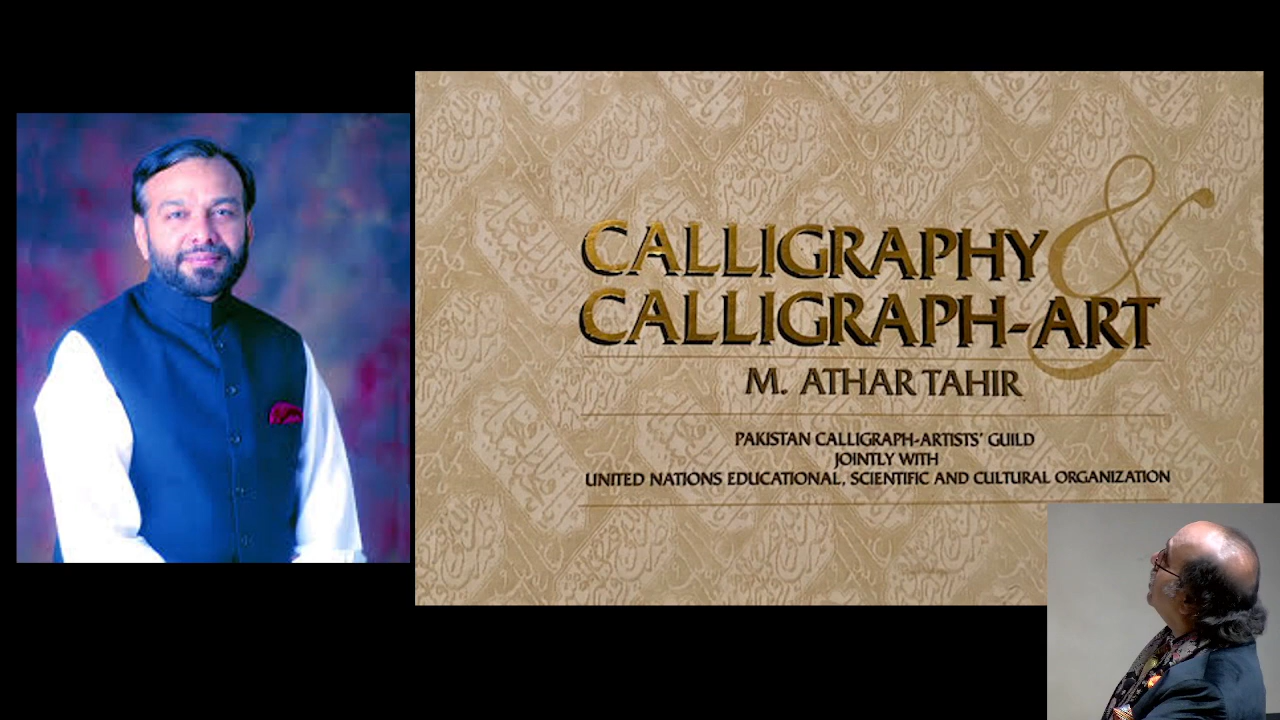 CALLIGRAPHY &
CALLIGRAPH-ART
M. ATHAR TAHIR
PAKISTAN CALLIGRAPH-ARTISTS' GUILD
JOINTLY WITH
UNITED NATIONS EDUCATIONAL, SCIENTIFIC AND CULTURAL ORGANIZATION